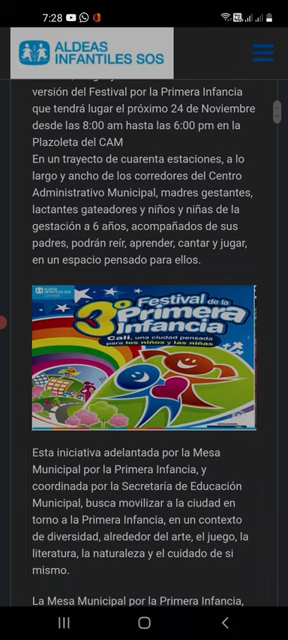 7:28
ALDEAS
INFANTILES SOS
versión del Festival por la Primera Infancia
que tendrá lugar el próximo 24 de Noviembre
desde las 8:00 am hasta las 6:00 pm en la
Plazoleta del CAM
En un trayecto de cuarenta estaciones, a lo
largo y ancho de los corredores del Centro
Administrativo Municipal, madres gestantes,
lactantes gateadores y niños y niñas de la
gestación a 6 años, acompañados de sus
padres, podrán reír, aprender, cantar y jugar,
en un espacio pensado para ellos.
ALDEAS
INFANTILES SOS
3º Festival de la
Primera
Infancia
Cali, una ciudad pensada
para los niños y las niñas
Esta iniciativa adelantada por la Mesa
Municipal por la Primera Infancia, y
coordinada por la Secretaría de Educación
Municipal, busca movilizar a la ciudad en
torno a la Primera Infancia, en un contexto
de diversidad, alrededor del arte, el juego, la
literatura, la naturaleza y el cuidado de si
mismo.
La Mesa Municipal por la Primera Infancia,